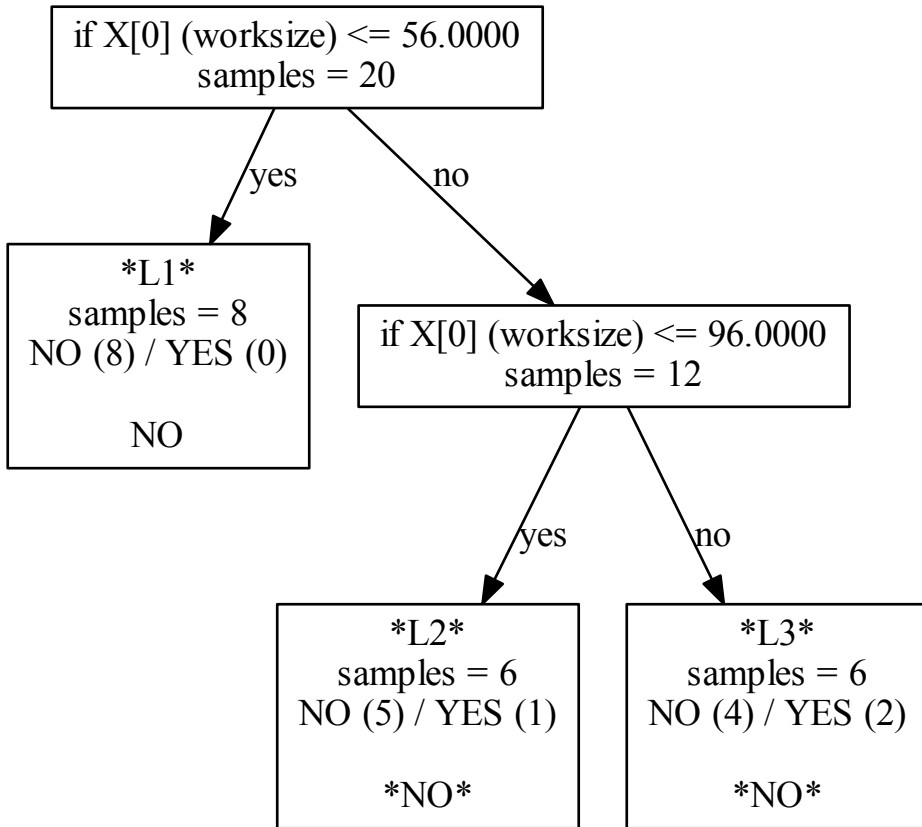 if X[0] (worksize) <= 56.0000
samples = 20
yes
no
*L1*
samples = 8
NO (8) / YES (0)
NO
if X[0] (worksize) <= 96.0000
samples = 12
yes
no
*L2*
samples = 6
NO (5) / YES (1)
*NO*
*L3*
samples = 6
NO (4) / YES (2)
*NO*